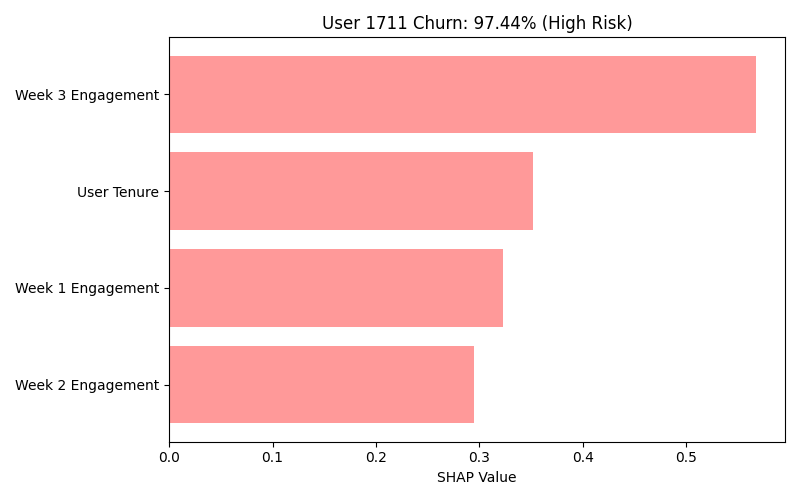 User 1711 Churn: 97.44% (High Risk)
Week 3 Engagement
User Tenure
Week 1 Engagement
Week 2 Engagement
0.0 0.1 0.2 0.3 0.4 0.5
SHAP Value